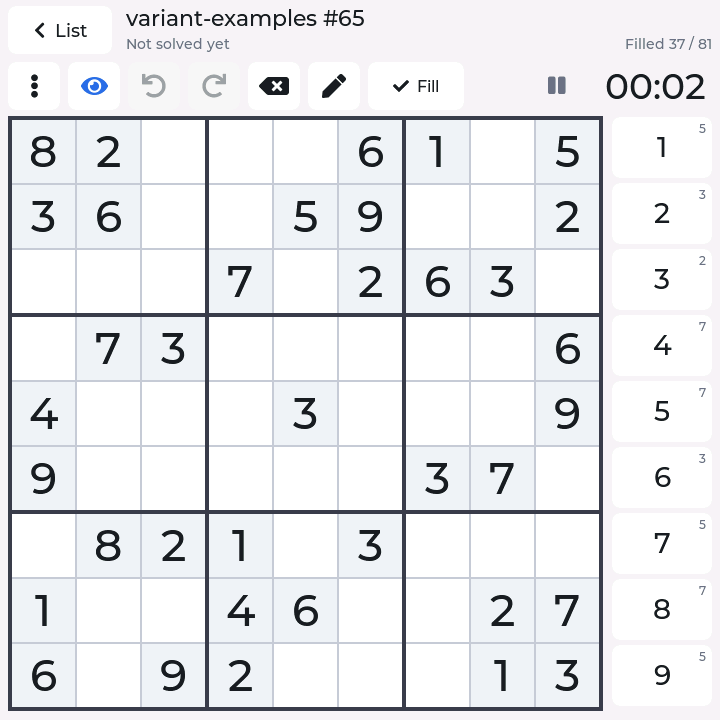 List
variant-examples #65
Not solved yet
Filled 37 / 81
Fill
00:02
8 2 6 1 5
3 6 5 9 2
7 2 6 3
7 3 6
4 3 9
9 3 7
8 2 1 3
1 4 6 2 7
6 9 2 1 3
1 5
2 3
3 2
4 7
5 7
6 3
7 5
8 7
9 5